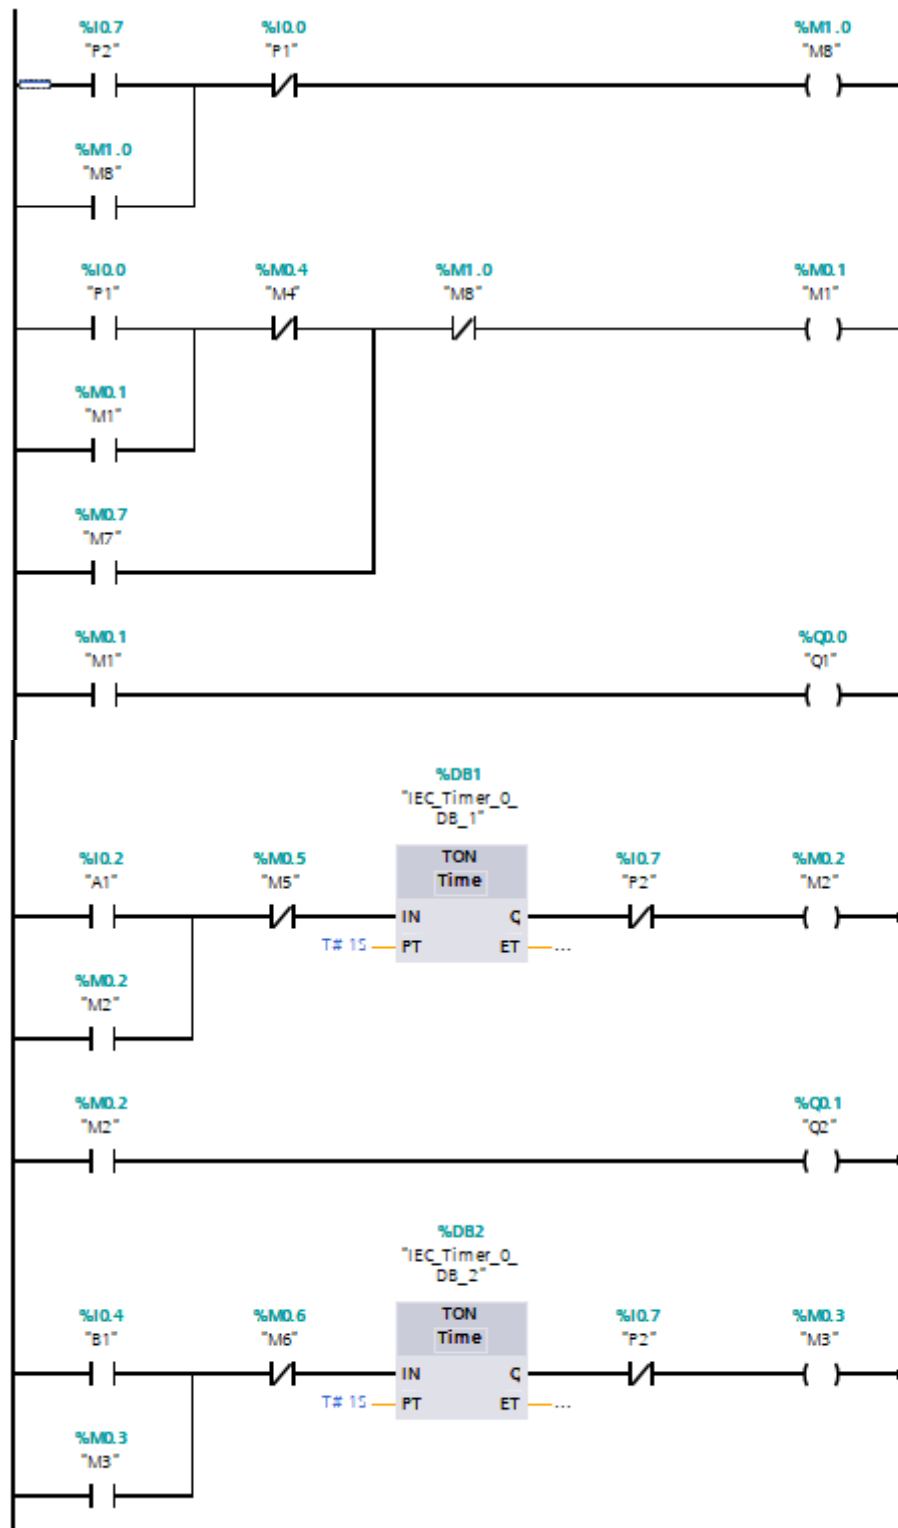 %I0.7 %I0.0 %M1.0
"P2" "P1" "M8"
%M1.0
"M8"
%I0.0 %M0.4 %M1.0 %M0.1
"P1" "M4" "M8" "M1"
%M0.1
"M1"
%M0.7
"M7"
%M0.1 %Q0.0
"M1" "Q1"
%DB1
"IEC_Timer_0_
DB_1"
TON
%I0.2 %M0.5 Time %I0.7 %M0.2
"A1" "M5" "P2" "M2"
IN Q
T# 1S PT ET ...
%M0.2
"M2"
%M0.2 %Q0.1
"M2" "Q2"
%DB2
"IEC_Timer_0_
DB_2"
TON
%I0.4 %M0.6 Time %I0.7 %M0.3
"B1" "M6" "P2" "M3"
IN Q
T# 1S PT ET ...
%M0.3
"M3"